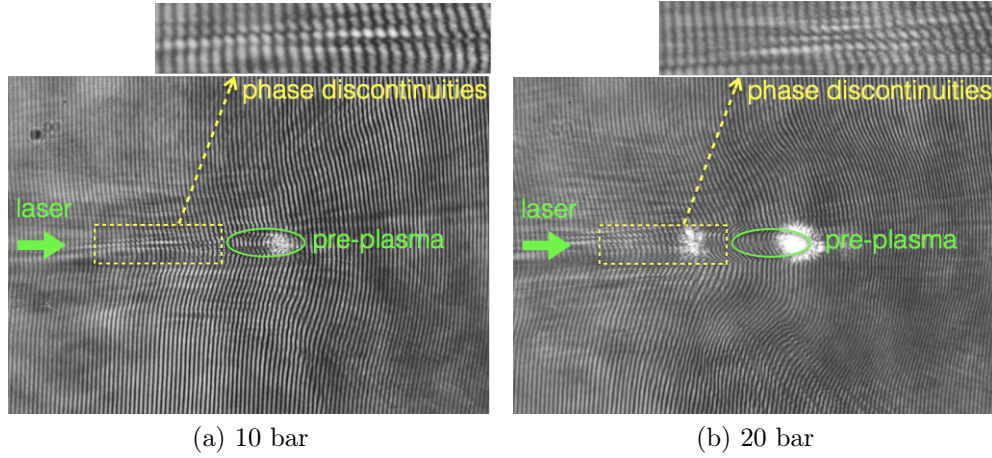 phase discontinuities
laser
pre-plasma
(a) 10 bar
phase discontinuities
laser
pre-plasma
(b) 20 bar